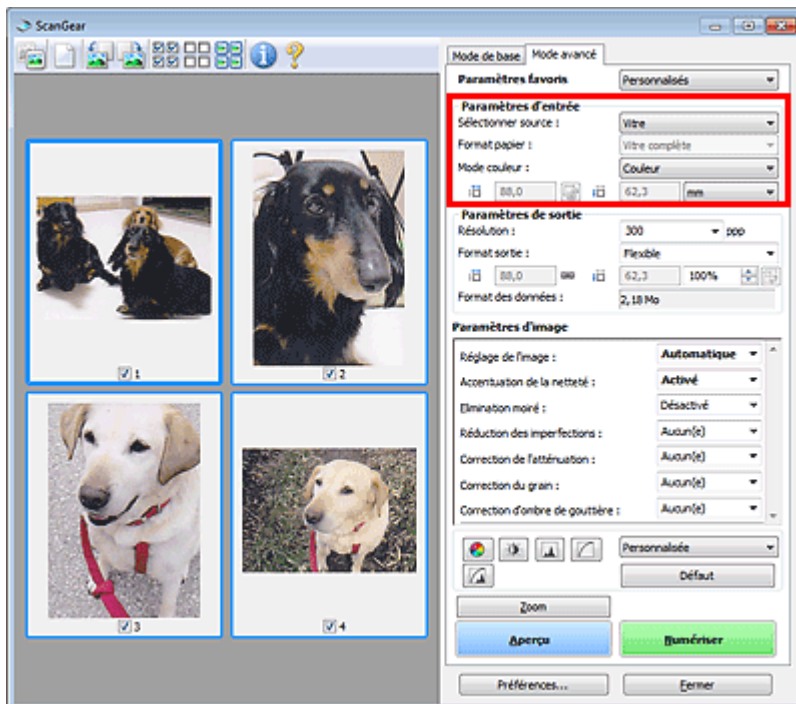 ScanGear
Mode de base Mode avancé
Paramètres favoris Personnalisés
Paramètres d'entrée
Sélectionner source : Vitre
Format papier : Vitre complète
Mode couleur : Couleur
88,0 62,3 mm
Paramètres de sortie
Résolution : 300 ppp
Format sortie : Flexible
88,0 62,3 100%
Format des données : 2,18 Mo
Paramètres d'image
Réglage de l'image : Automatique
Accentuation de la netteté : Activé
Elimination moiré : Désactivé
Réduction des imperfections : Aucun(e)
Correction de l'atténuation : Aucun(e)
Correction du grain : Aucun(e)
Correction d'ombre de gouttière : Aucun(e)
Personnalisée
Défaut
Zoom
Aperçu Numériser
Préférences... Fermer
1 2
3 4